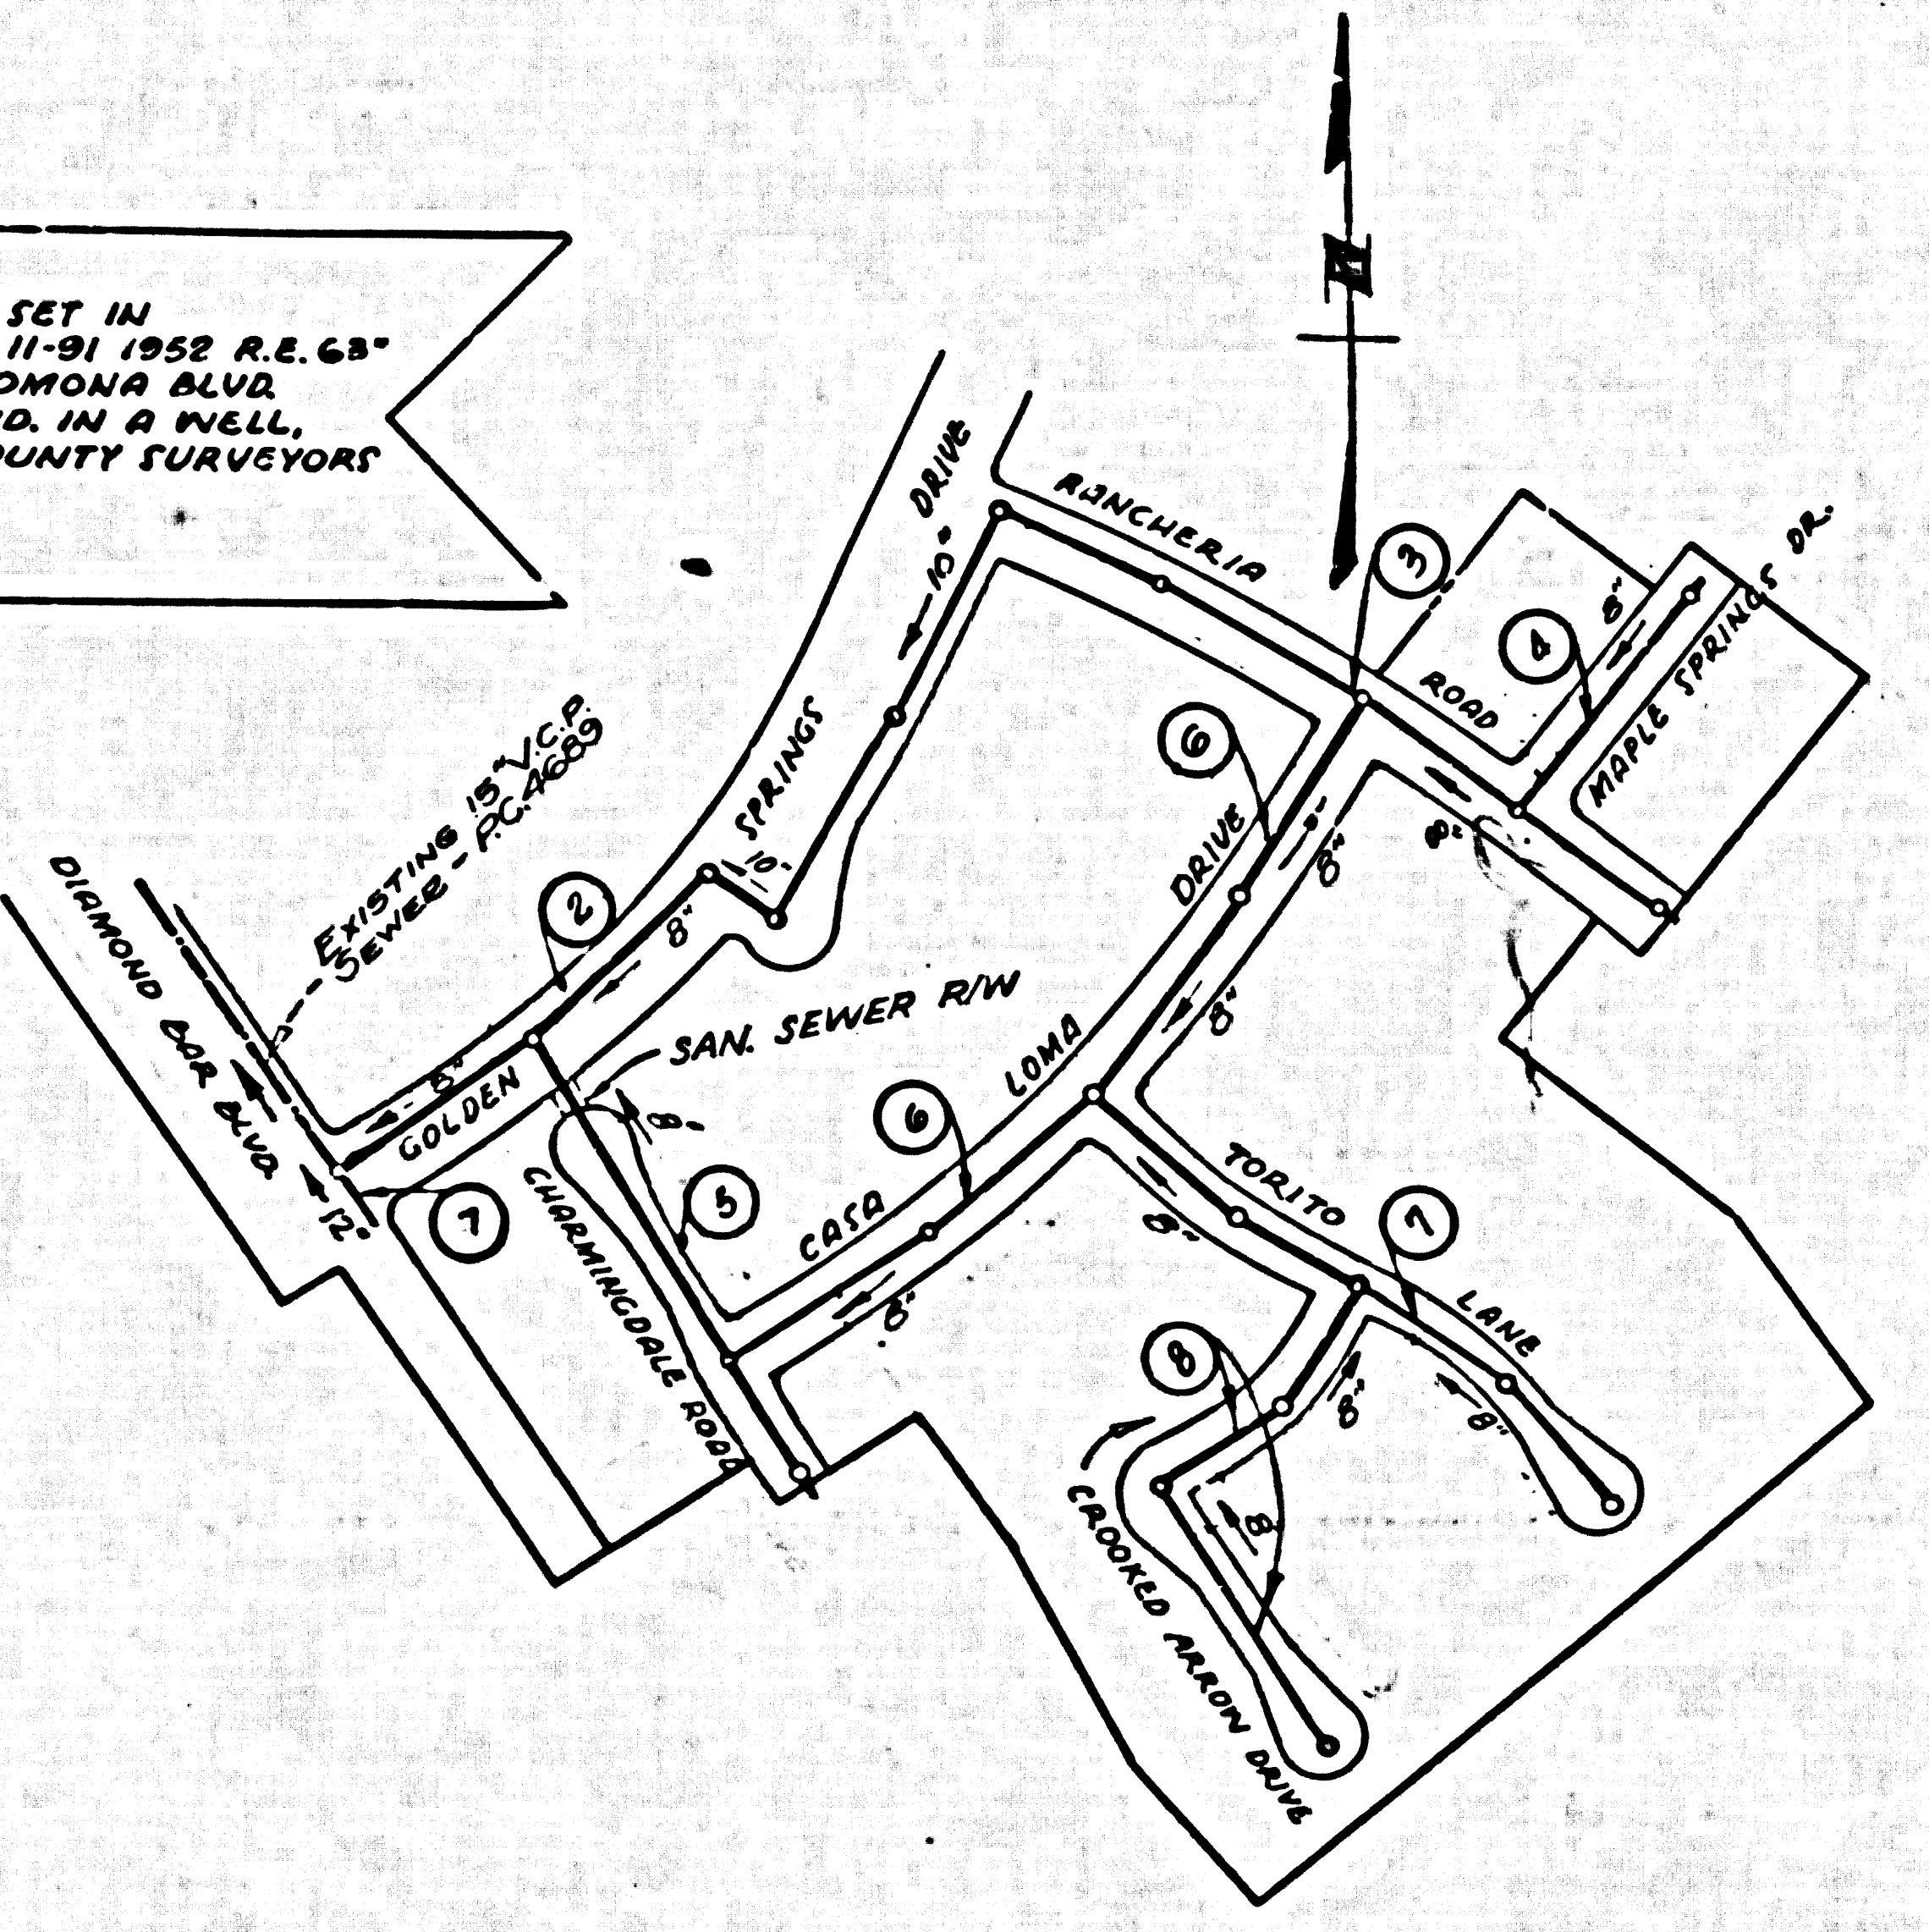 SET IN
11-91 1952 R.E. 63"
OMONA BLVD.
D. IN A WELL,
OUNTY SURVEYORS
N
DRIVE
10"
RANCHERIA
3
DR.
8"
4
MAPLE SPRINGS
ROAD
6
SPRINGS
10"
EXISTING 15" V.C.P.
SEWER - P.C. 4689
2
8"
DRIVE
8"
8"
DIAMOND BAR BLVD.
SAN. SEWER R/W
8"
LOMA
8"
GOLDEN
8"
6
12"
7
CHARMINGDALE ROAD
5
CASA
8"
TORITO
8"
7
LANE
8
8"
8"
8"
CROOKED ARROW DRIVE